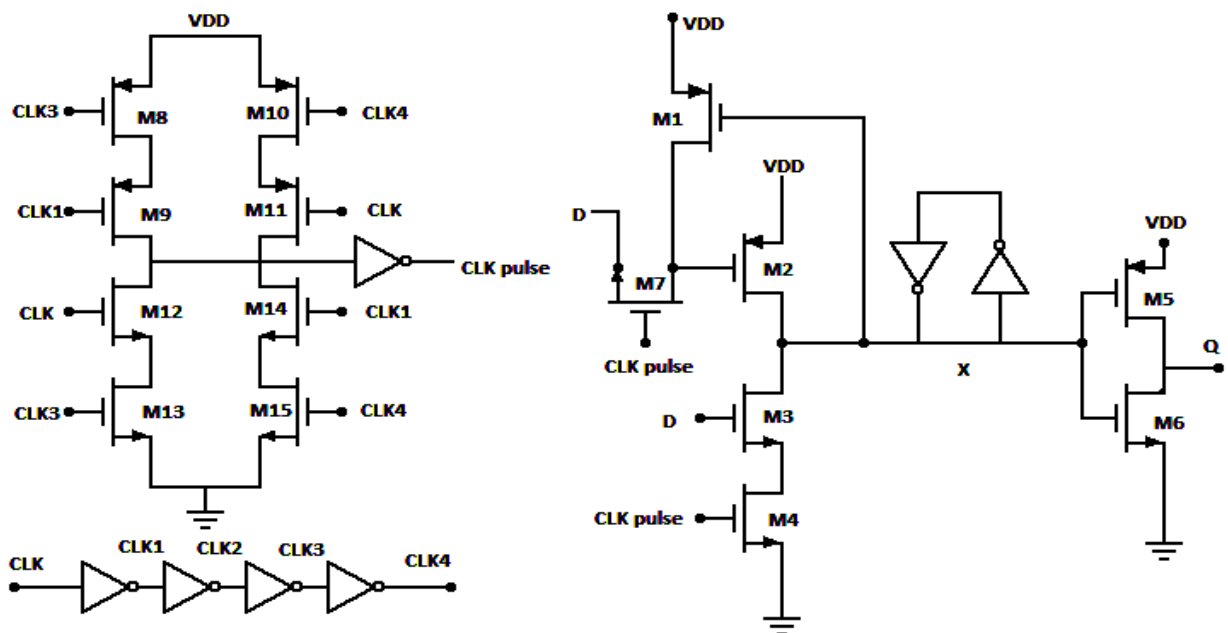 VDD
CLK3
M8
M10
CLK4
CLK1
M9
M11
CLK
CLK pulse
CLK
M12
M14
CLK1
CLK3
M13
M15
CLK4
CLK
CLK1
CLK2
CLK3
CLK4
VDD
M1
VDD
D
M7
M2
CLK pulse
D
M3
CLK pulse
M4
X
VDD
M5
Q
M6